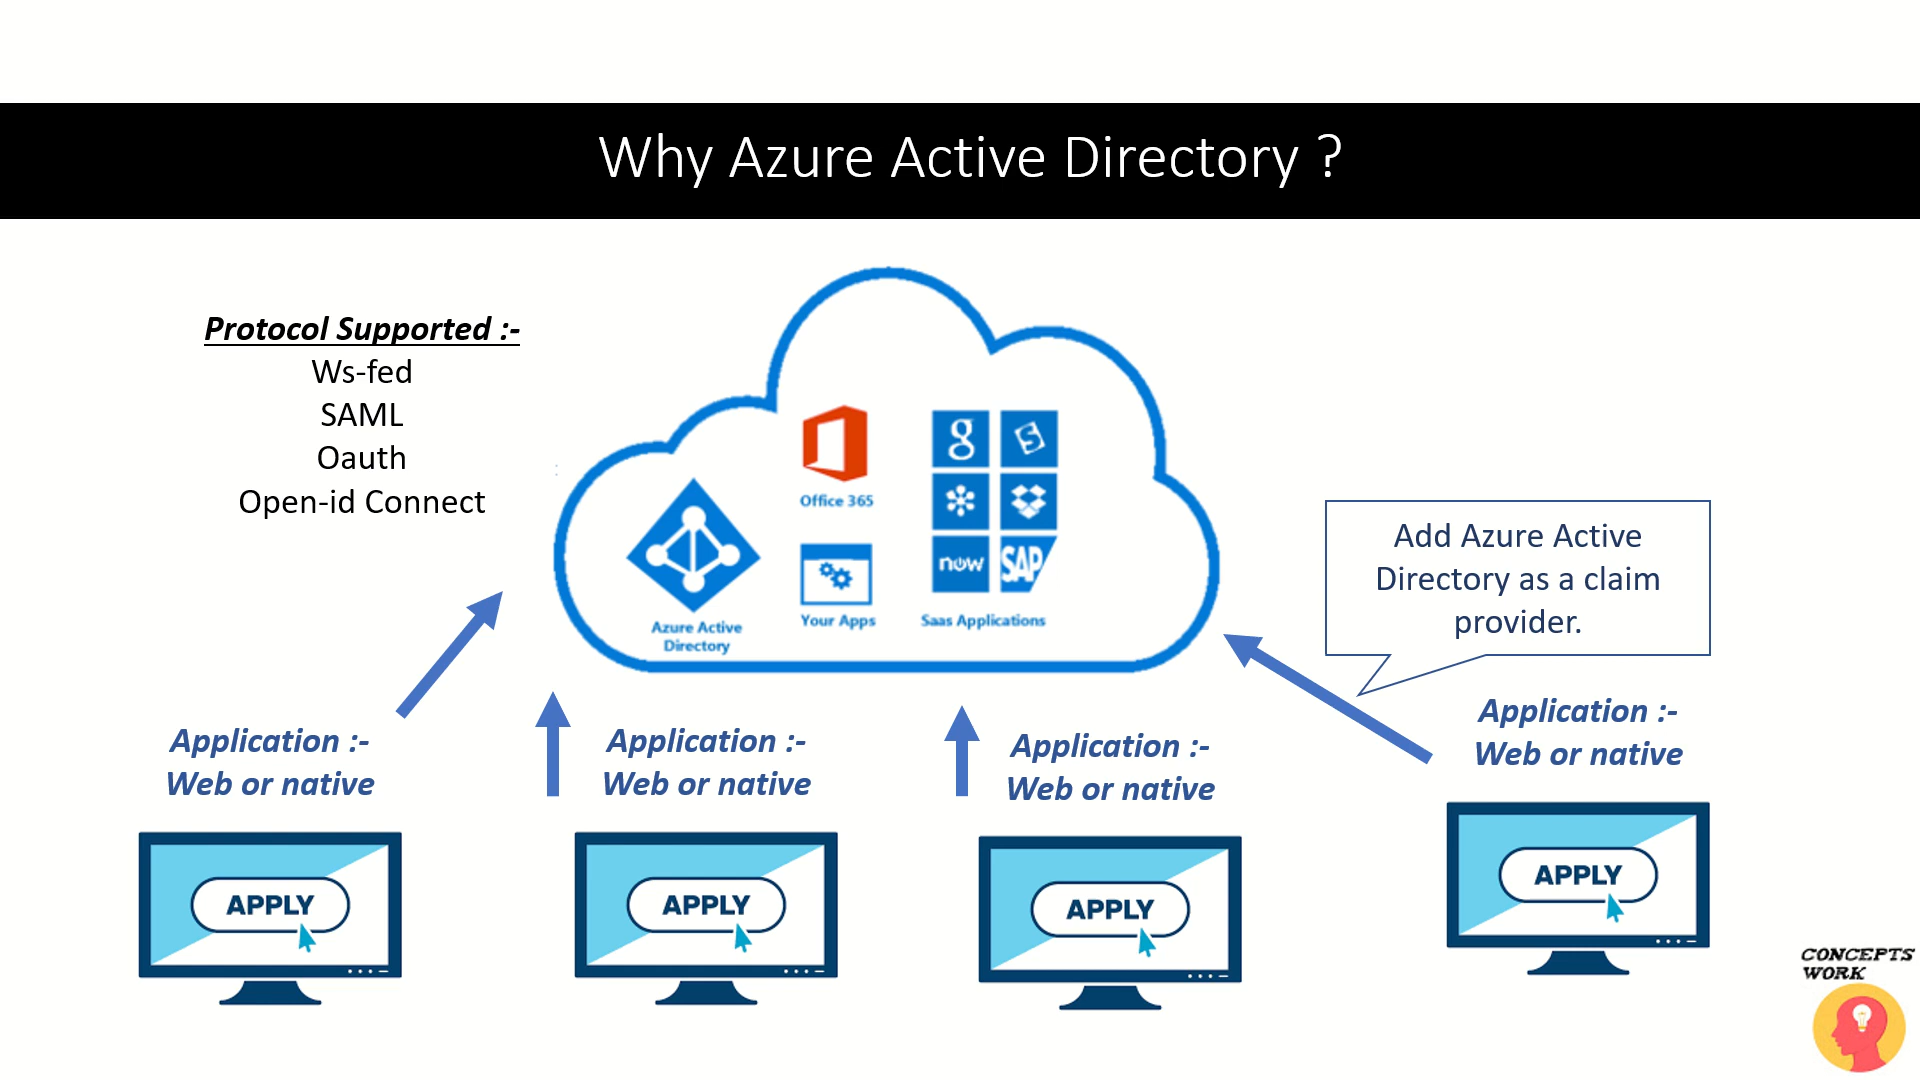 Why Azure Active Directory ?
Protocol Supported :-
Ws-fed
SAML
Oauth
Open-id Connect
Office 365
g
S
now
SAP
Azure Active
Directory
Your Apps
Saas Applications
Add Azure Active
Directory as a claim
provider.
Application :-
Web or native
APPLY
Application :-
Web or native
APPLY
Application :-
Web or native
APPLY
Application :-
Web or native
APPLY
CONCEPTS
WORK